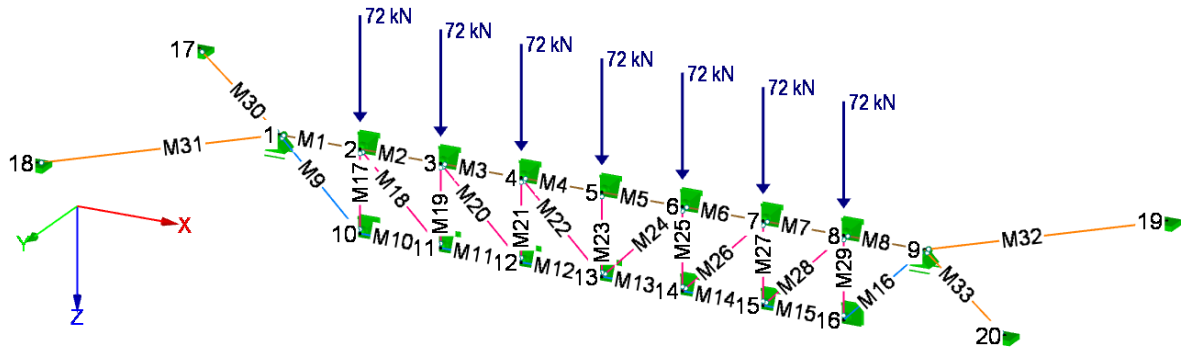 72 kN
72 kN
72 kN
72 kN
72 kN
72 kN
72 kN
17
M30
18
M31
1
M1
2
M2
3
M3
4
M4
5
M5
6
M6
7
M7
8
M8
9
M32
19
M33
20
M9
M17
M18
M19
M20
M21
M22
M23
M24
M25
M26
M27
M28
M29
M16
10
M10
11
M11
12
M12
13
M13
14
M14
15
M15
16
X
Y
Z